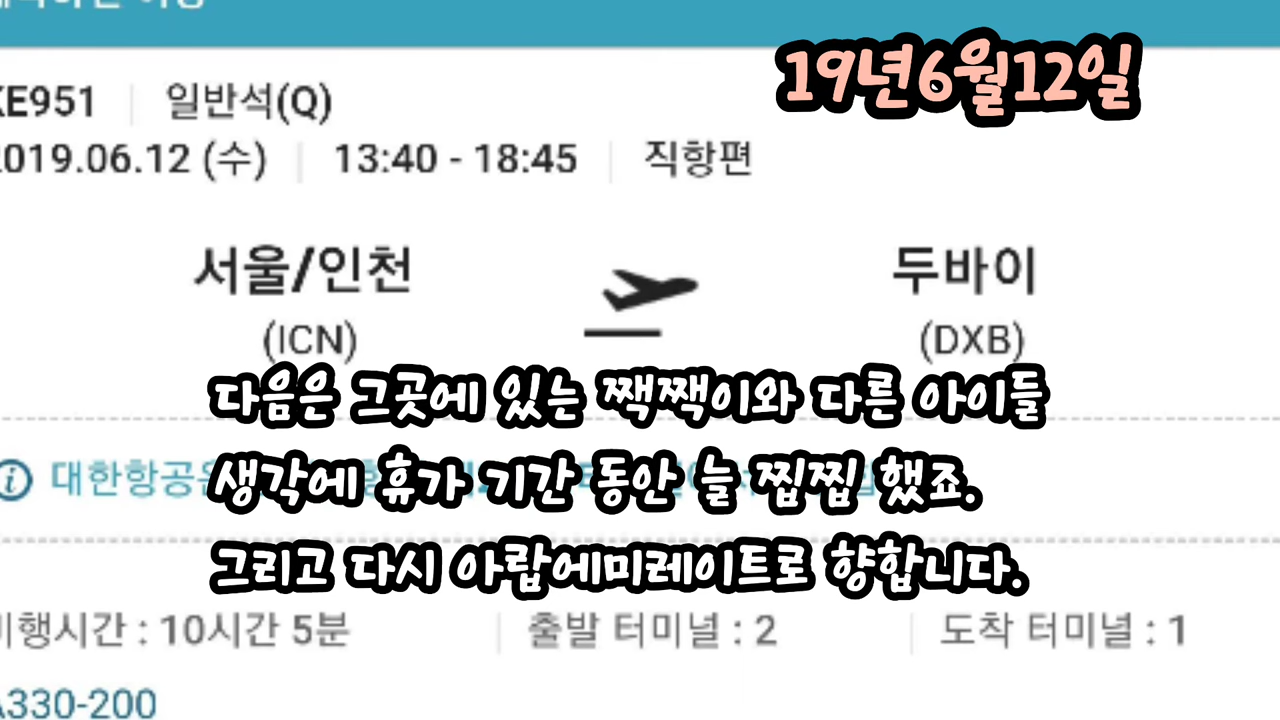 19년6월12일
KE951 일반석(Q)
2019.06.12 (수) 13:40 - 18:45 직항편
서울/인천 두바이
(ICN) (DXB)
다음은 그곳에 있는 짹짹이와 다른 아이들
대한항공
생각에 휴가 기간 동안 늘 찝찝 했죠.
그리고 다시 아랍에미레이트로 향합니다.
비행시간 : 10시간 5분 출발 터미널 : 2 도착 터미널 : 1
A330-200